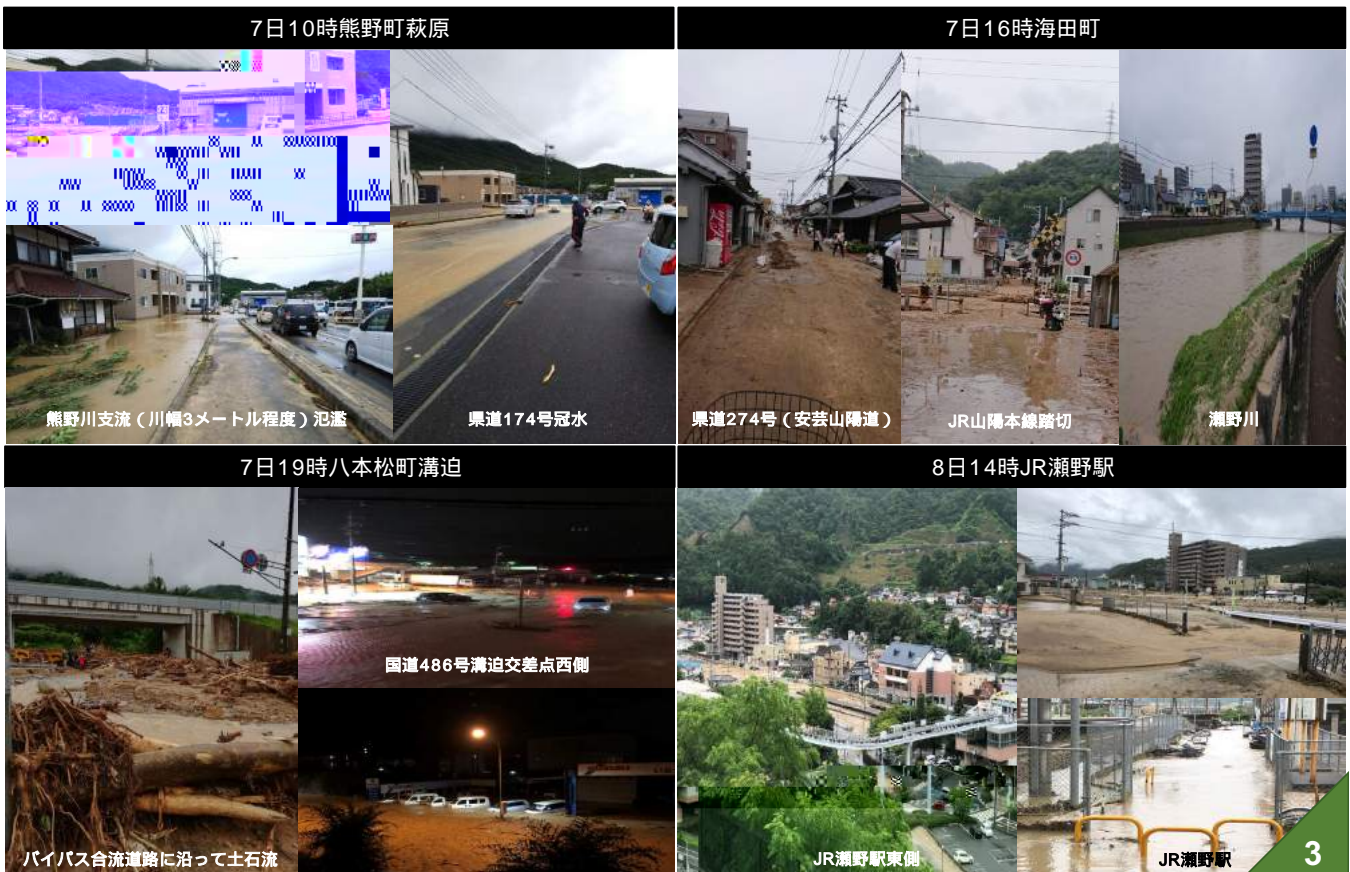 7日10時熊野町萩原
7日16時海田町
熊野川支流（川幅3メートル程度）氾濫
県道174号冠水
Coca-Cola
県道274号（安芸山陽道）
JR山陽本線踏切
瀬野川
7日19時八本松町溝迫
8日14時JR瀬野駅
国道486号溝迫交差点西側
バイパス合流道路に沿って土石流
JR瀬野駅東側
JR瀬野駅
3